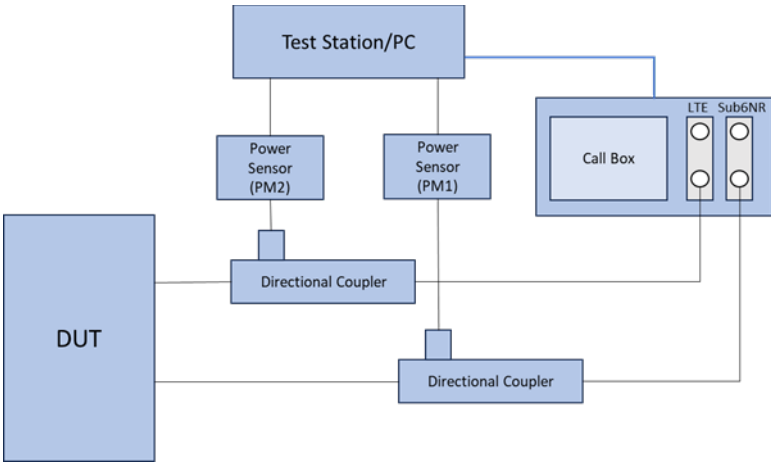 Test Station/PC
LTE Sub6NR
Power
Sensor
(PM2)
Power
Sensor
(PM1)
Call Box
Directional Coupler
DUT
Directional Coupler